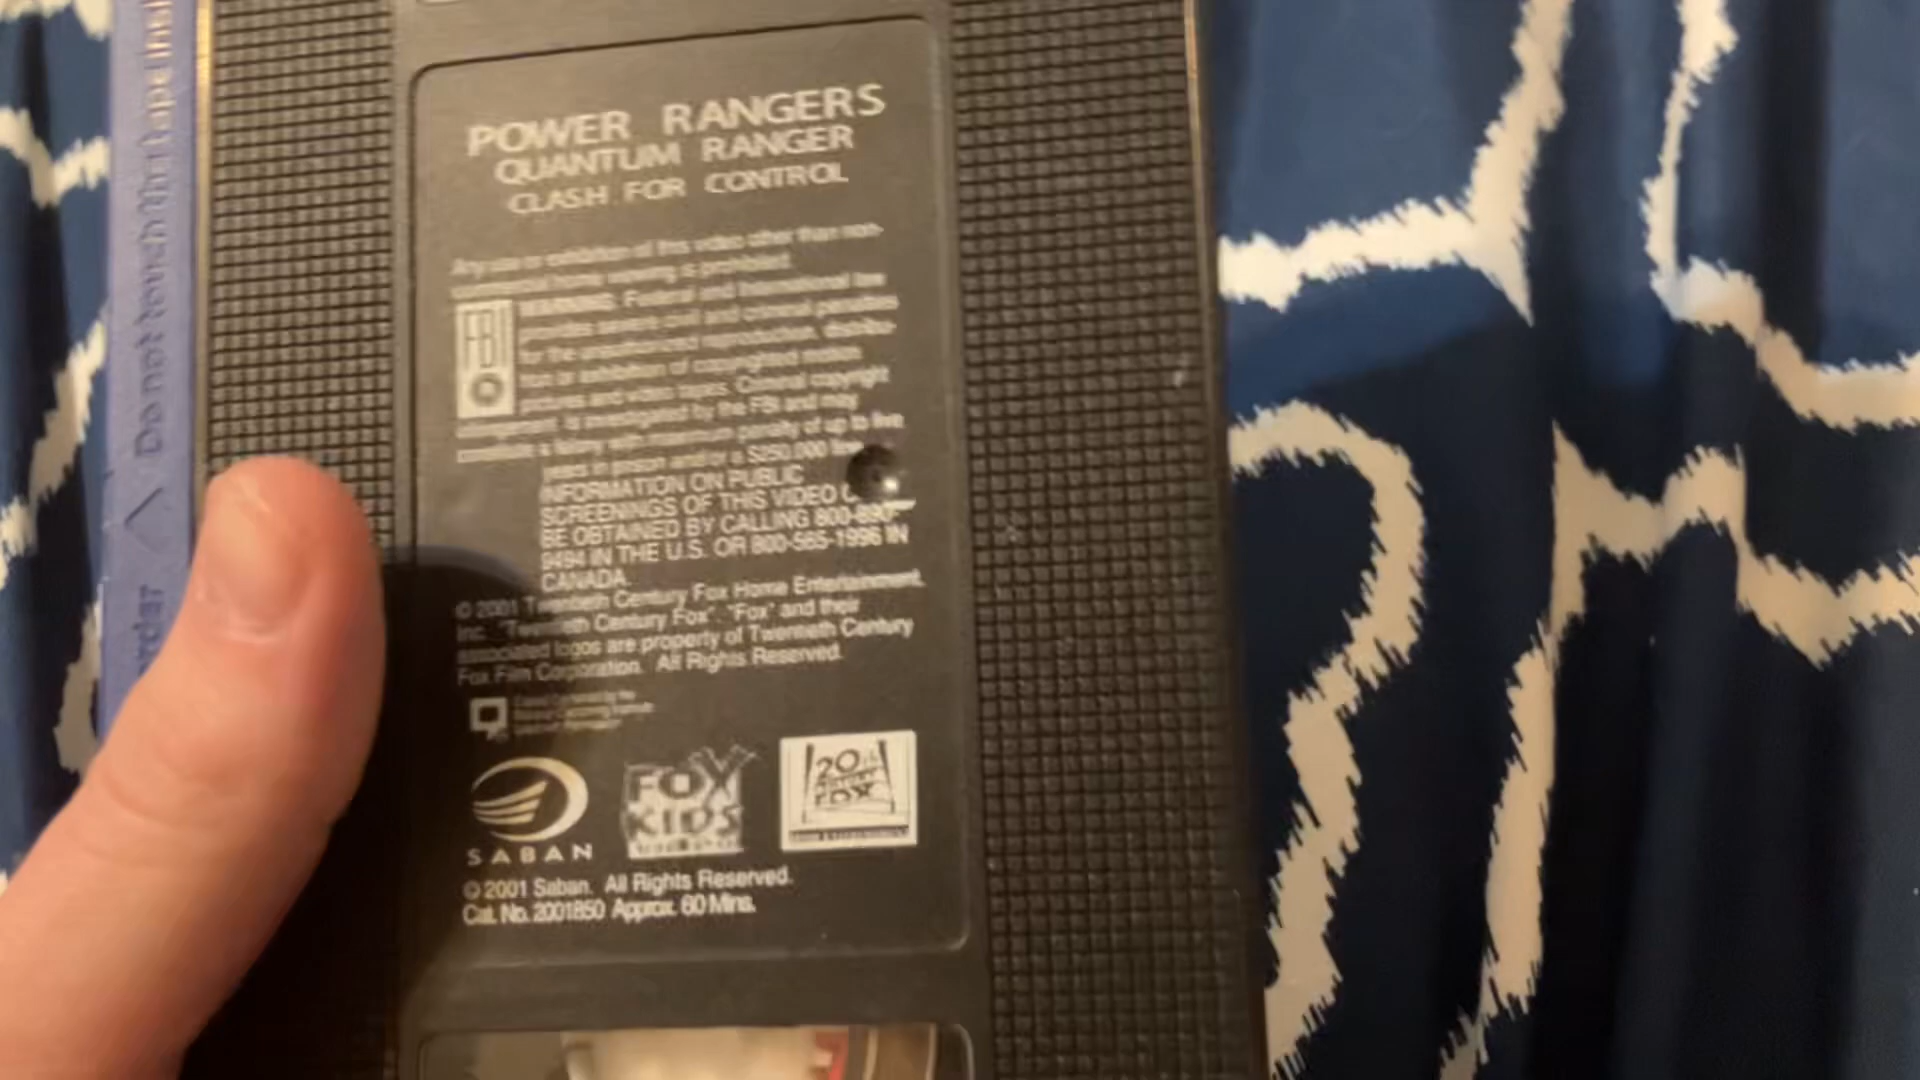 POWER RANGERS
QUANTUM RANGER
CLASH FOR CONTROL
Any use or exhibition of this video other than non-
commercial home viewing is prohibited.
FBI
WARNING: Federal and International law
provides severe civil and criminal penalties
for the unauthorized reproduction, distribu-
tion or exhibition of copyrighted motion
pictures and video tapes. Criminal copyright
is investigated by the FBI and may
constitute a felony with maximum penalty of up to five
years in prison and/or a $250,000 fine.
INFORMATION ON PUBLIC
SCREENINGS OF THIS VIDEO
BE OBTAINED BY CALLING 800-890-
9494 IN THE U.S. OR 800-565-1996 IN
CANADA.
© 2001 Twentieth Century Fox Home Entertainment,
Inc. "Twentieth Century Fox", "Fox" and their
associated logos are property of Twentieth Century
Fox Film Corporation. All Rights Reserved.
SABAN
FOX
KIDS
20th
CENTURY
FOX
© 2001 Saban. All Rights Reserved.
Cat. No. 2001850 Approx. 60 Mins.
Do not touch the tape insi